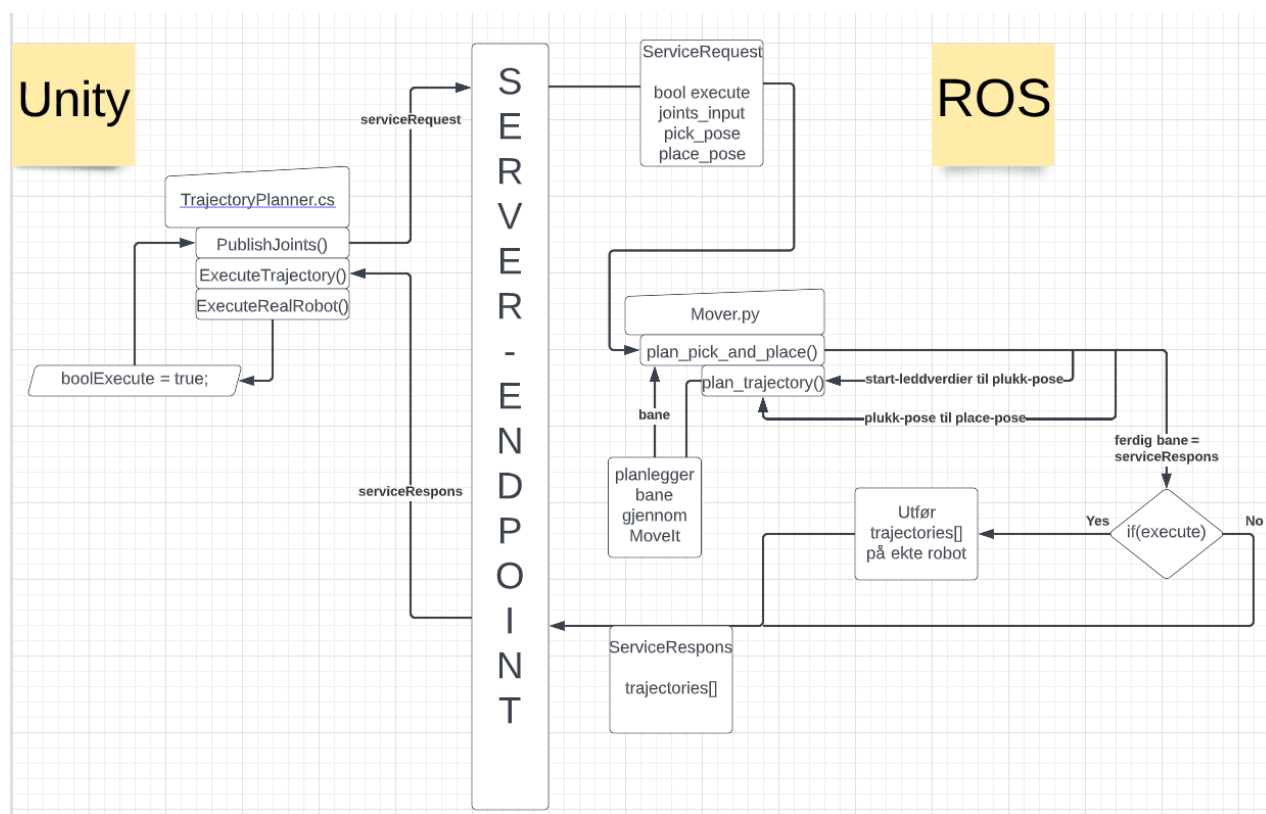 Unity
serviceRequest
TrajectoryPlanner.cs
PublishJoints()
ExecuteTrajectory()
ExecuteRealRobot()
boolExecute = true;
serviceRespons
S
E
R
V
E
R
-
E
N
D
P
O
I
N
T
ServiceRequest
bool execute
joints_input
pick_pose
place_pose
ROS
Mover.py
plan_pick_and_place()
plan_trajectory()
start-leddverdier til plukk-pose
plukk-pose til place-pose
bane
planlegger
bane
gjennom
MoveIt
ferdig bane =
serviceRespons
if(execute)
Yes
No
Utfør
trajectories[]
på ekte robot
ServiceRespons
trajectories[]